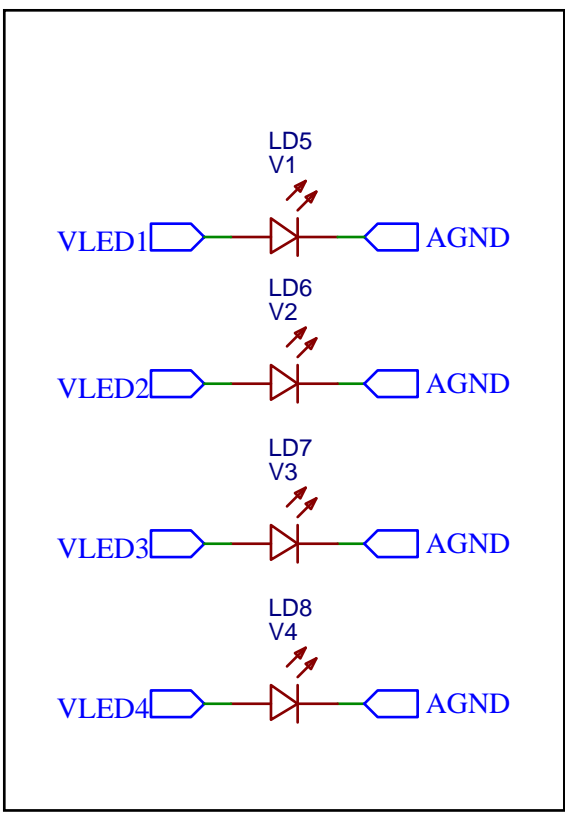 LD5
V1
VLED1
AGND
LD6
V2
VLED2
AGND
LD7
V3
VLED3
AGND
LD8
V4
VLED4
AGND